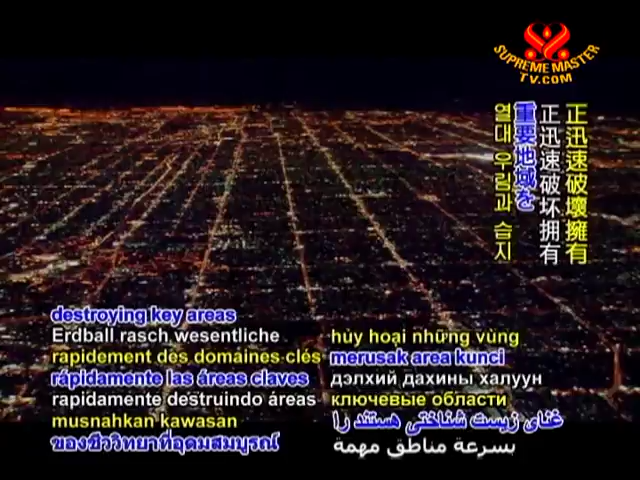 SUPREME MASTER
TV.COM
正迅速破壞擁有
正迅速破坏拥有
重要地域を
열대 우림과 습지
destroying key areas
Erdball rasch wesentliche
rapidement des domaines clés
rápidamente las áreas claves
rapidamente destruindo áreas
musnahkan kawasan
ของชีววิทยาที่อุดมสมบูรณ์
hủy hoại những vùng
merusak area kunci
дэлхий дахины халуун
ключевые области
غنای زیست شناختی هستند را
بسرعة مناطق مهمة